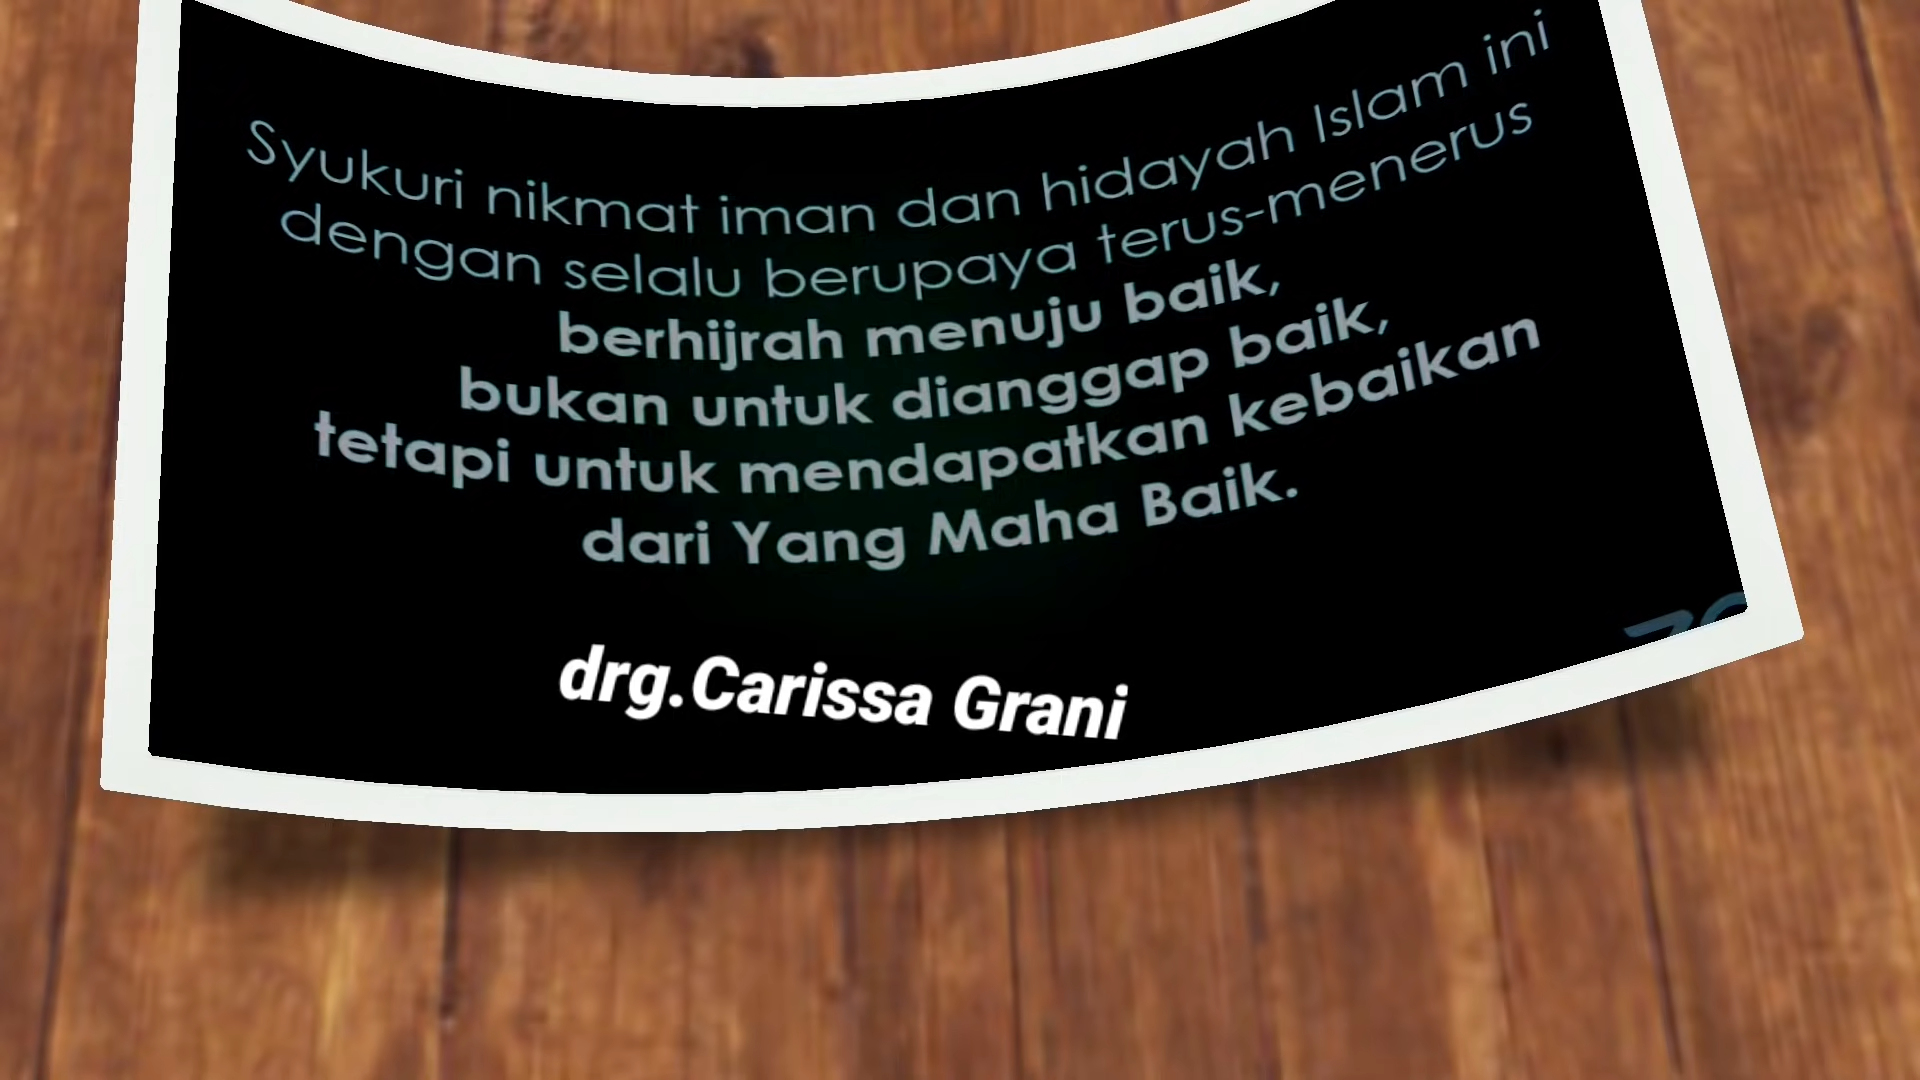 Syukuri nikmat iman dan hidayah Islam ini
dengan selalu berupaya terus-menerus
berhijrah menuju baik,
bukan untuk dianggap baik,
tetapi untuk mendapatkan kebaikan
dari Yang Maha Baik.
drg.Carissa Grani